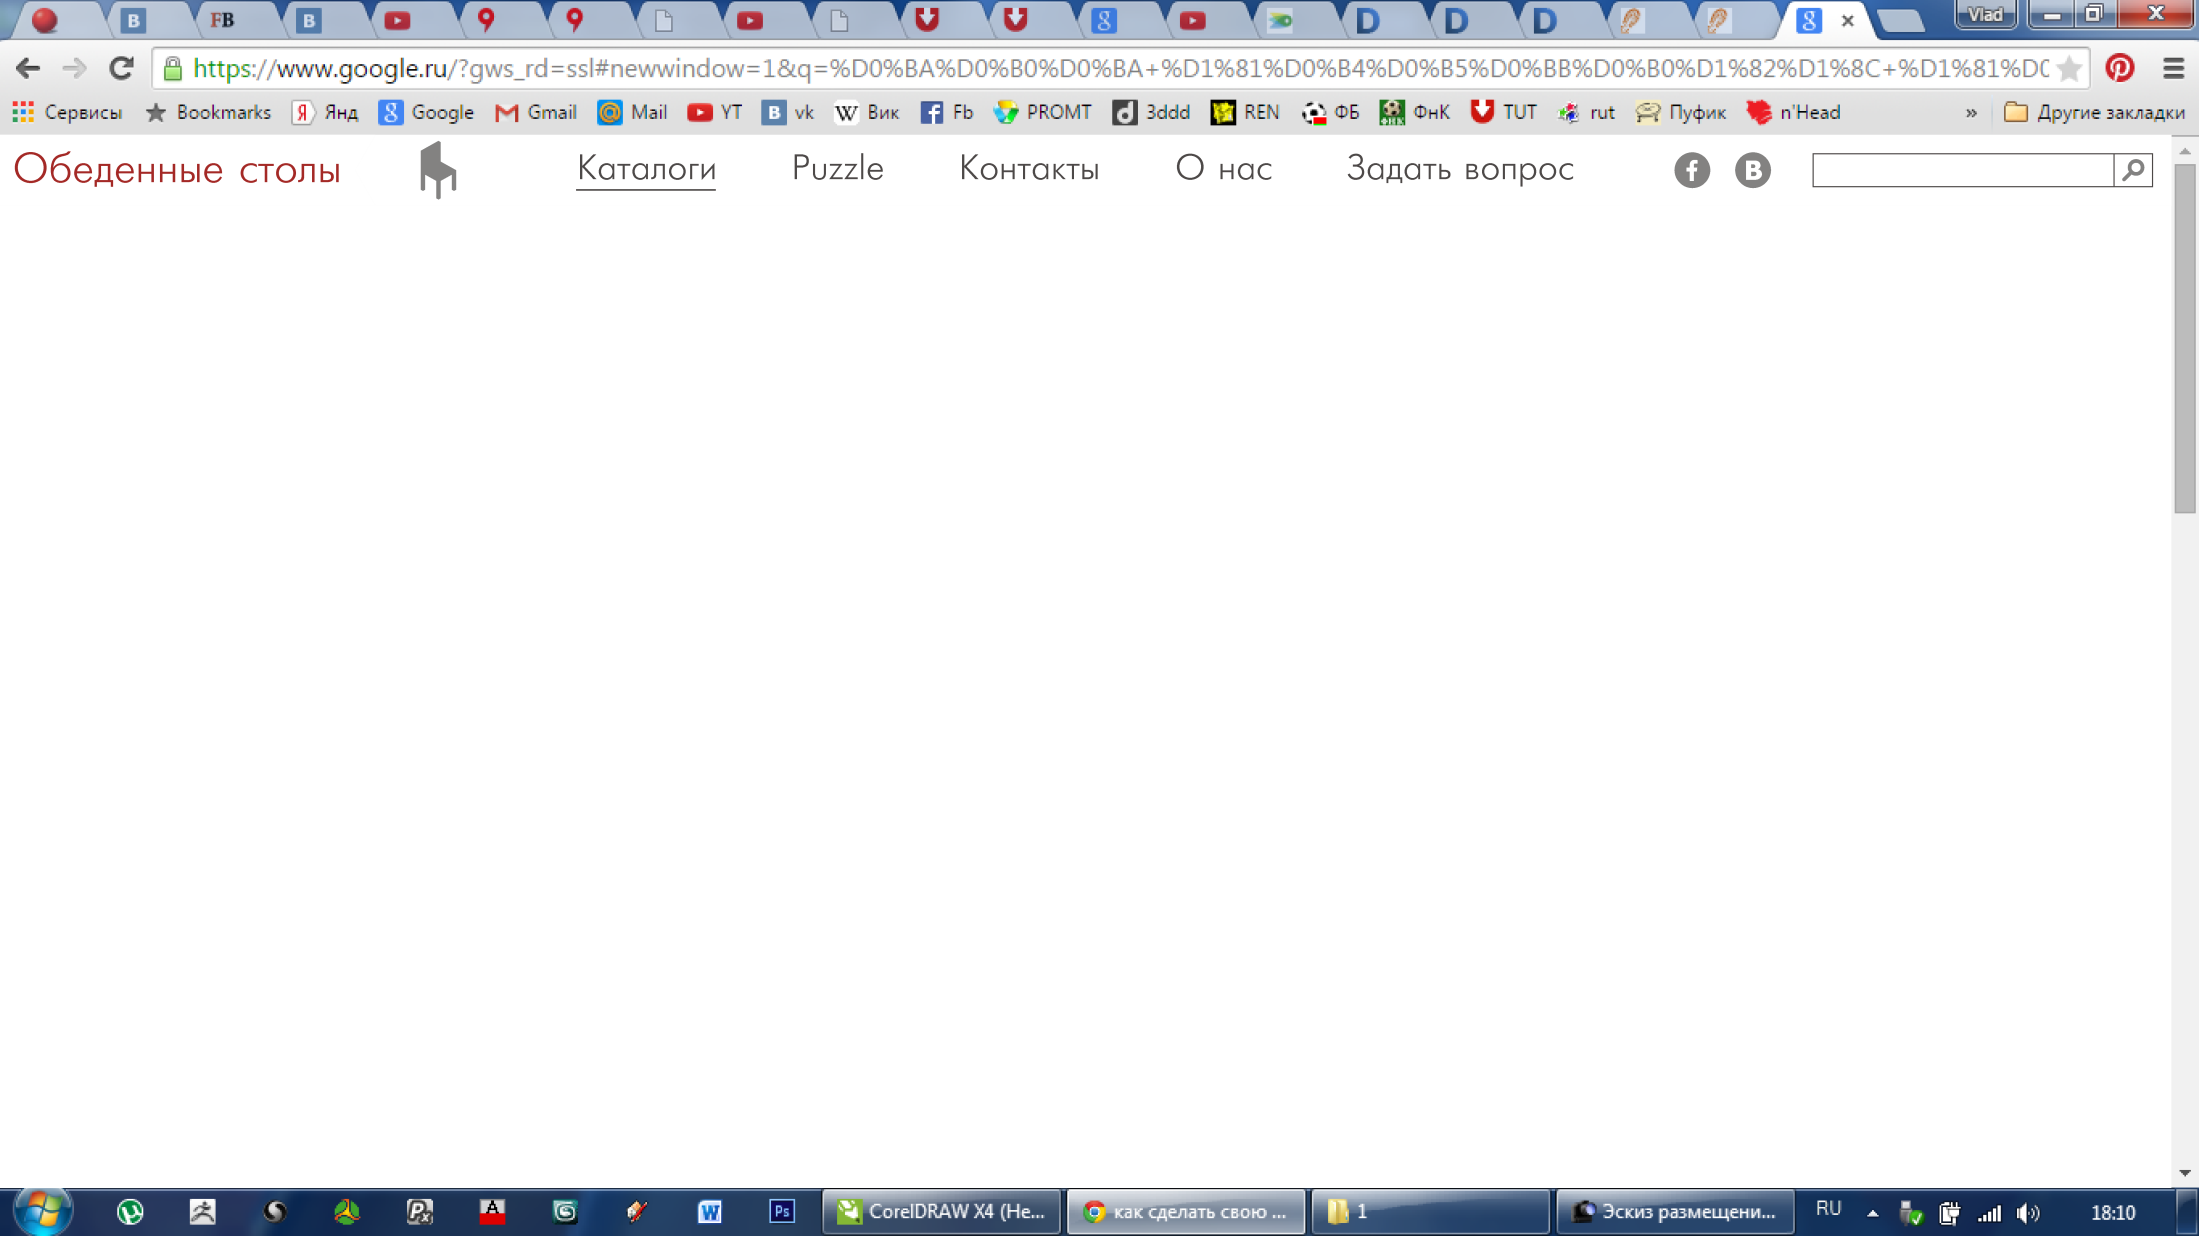 B FB B g D D D g Vlad
https://www.google.ru/?gws_rd=ssl#newwindow=1&q=%D0%BA%D0%B0%D0%BA+%D1%81%D0%B4%D0%B5%D0%BB%D0%B0%D1%82%D1%8C+%D1%81%D0
Сервисы Bookmarks Янд Google Gmail Mail YT vk Вик Fb PROMT 3ddd REN ФБ ФнК TUT rut Пуфик n'Head » Другие закладки
Обеденные столы Каталоги Puzzle Контакты О нас Задать вопрос f B
CorelDRAW X4 (Не... как сделать свою ... 1 Эскиз размещени... RU 18:10